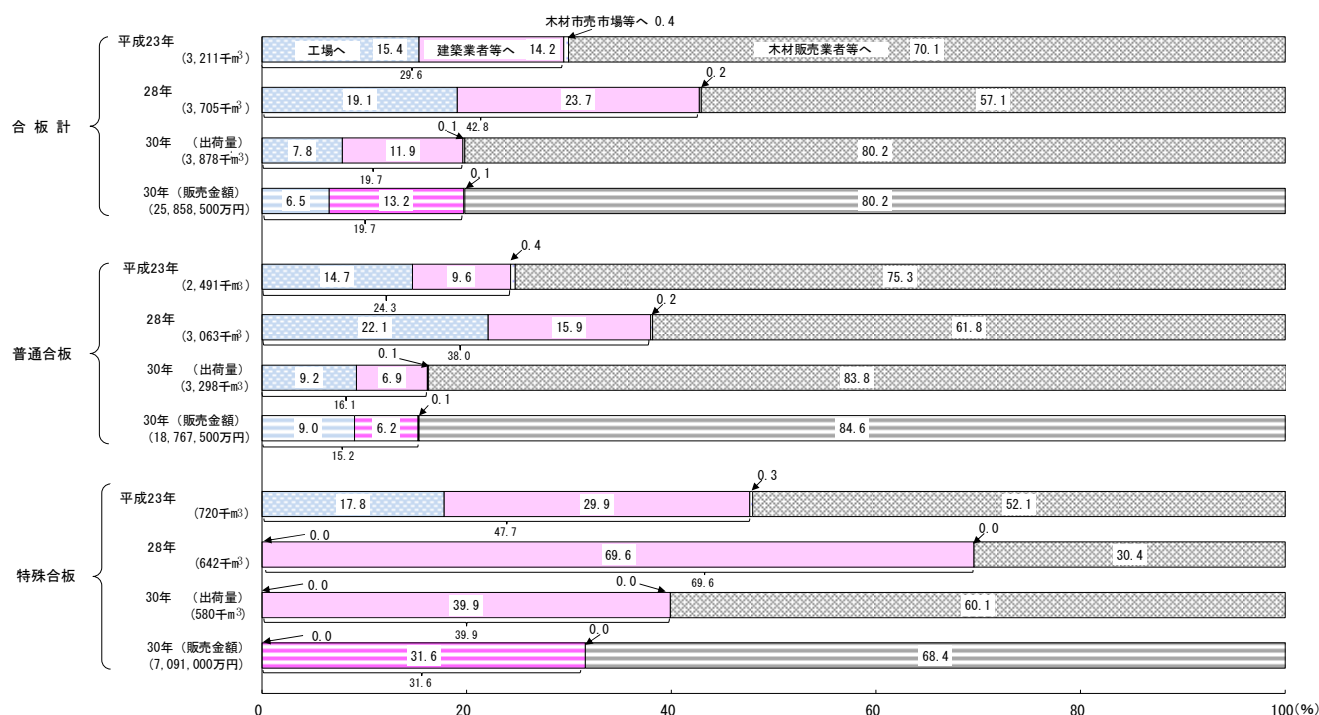 木材市売市場等へ 0.4
平成23年
(3,211千m³)
工場へ 15.4 建築業者等へ 14.2 木材販売業者等へ 70.1
29.6
0.2
28年
(3,705千m³)
19.1 23.7 57.1
42.8
合板計
0.1
30年 (出荷量)
(3,878千m³)
7.8 11.9 80.2
19.7
0.1
30年(販売金額)
(25,858,500万円)
6.5 13.2 80.2
19.7
0.4
平成23年
(2,491千m³)
14.7 9.6 75.3
24.3
0.2
28年
(3,063千m³)
22.1 15.9 61.8
38.0
普通合板
0.1
30年 (出荷量)
(3,298千m³)
9.2 6.9 83.8
16.1
0.1
30年(販売金額)
(18,767,500万円)
9.0 6.2 84.6
15.2
0.3
平成23年
(720千m³)
17.8 29.9 52.1
47.7
0.0 0.0
28年
(642千m³)
69.6 30.4
69.6
特殊合板
0.0 0.0
30年 (出荷量)
(580千m³)
39.9 60.1
39.9
0.0 0.0
30年(販売金額)
(7,091,000万円)
31.6 68.4
31.6
0 20 40 60 80 100(%)